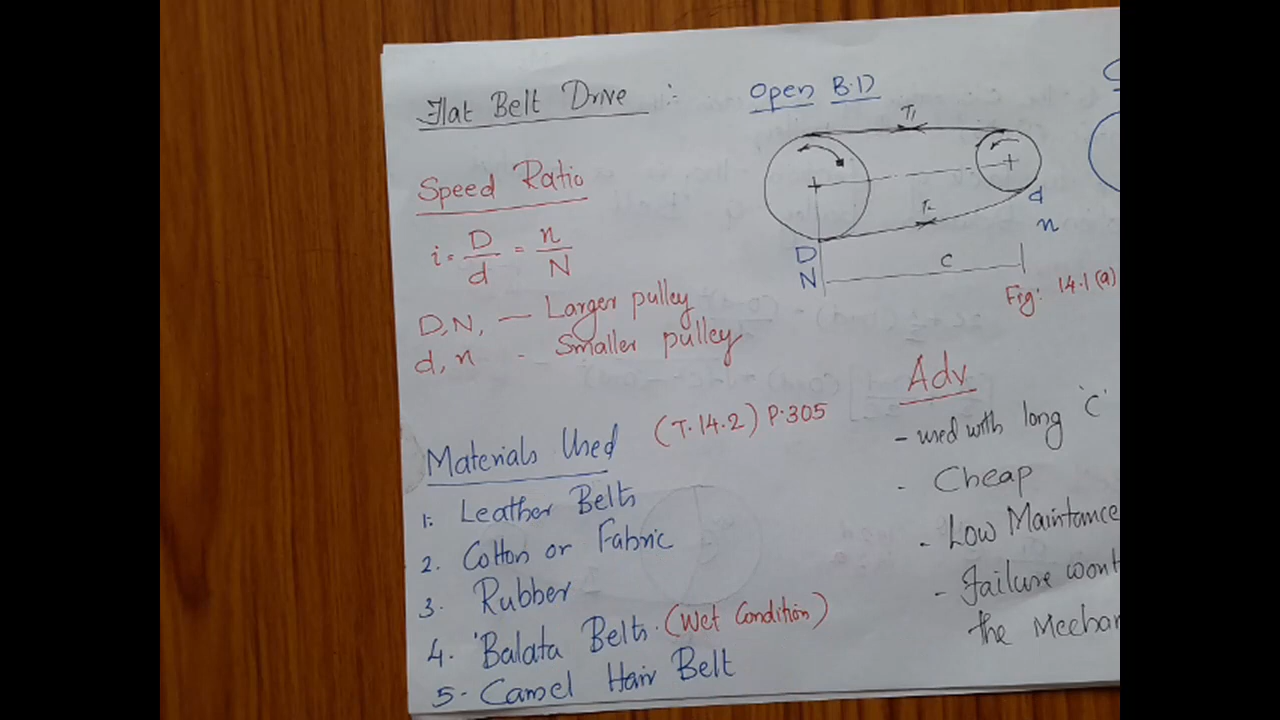 Flat Belt Drive :-
Speed Ratio
i = D/d = n/N
D, N, — Larger pulley
d, n - Smaller pulley
Materials Used (T.14.2) P.305
1. Leather Belts
2. Cotton or Fabric
3. Rubber
4. 'Balata Belts. (Wet Condition)
5- Camel Hair Belt
Open B.D
T1
T2
d
n
D
N
C
Fig: 14.1(a)
Adv
- used with long 'C'
- Cheap
- Low Maintance
- Failure wont
the Mechan